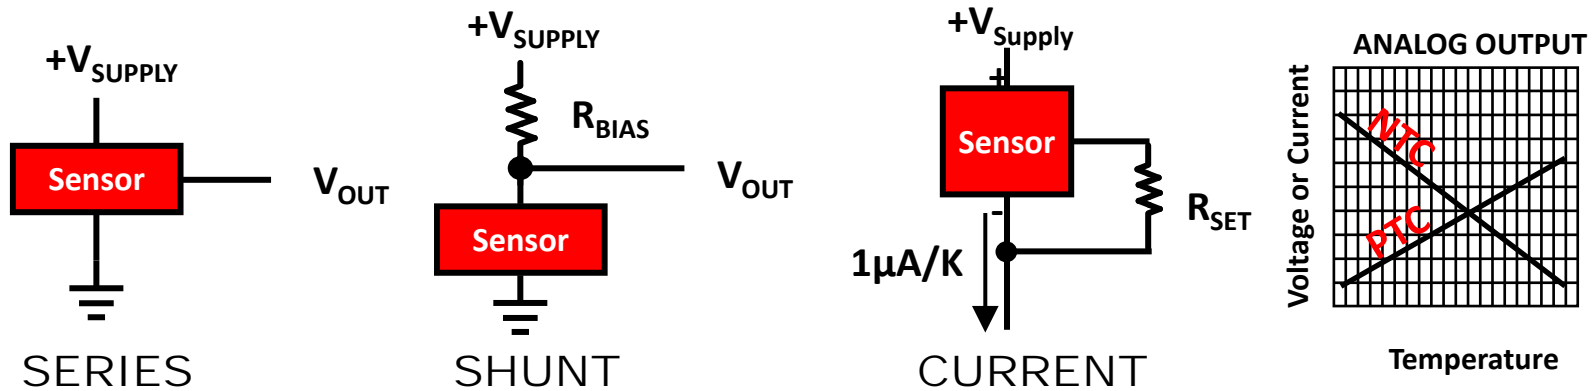 +VSUPPLY
Sensor
VOUT
SERIES
+VSUPPLY
RBIAS
VOUT
Sensor
SHUNT
+VSupply
+
Sensor
-
RSET
1µA/K
CURRENT
ANALOG OUTPUT
Voltage or Current
NTC
PTC
Temperature